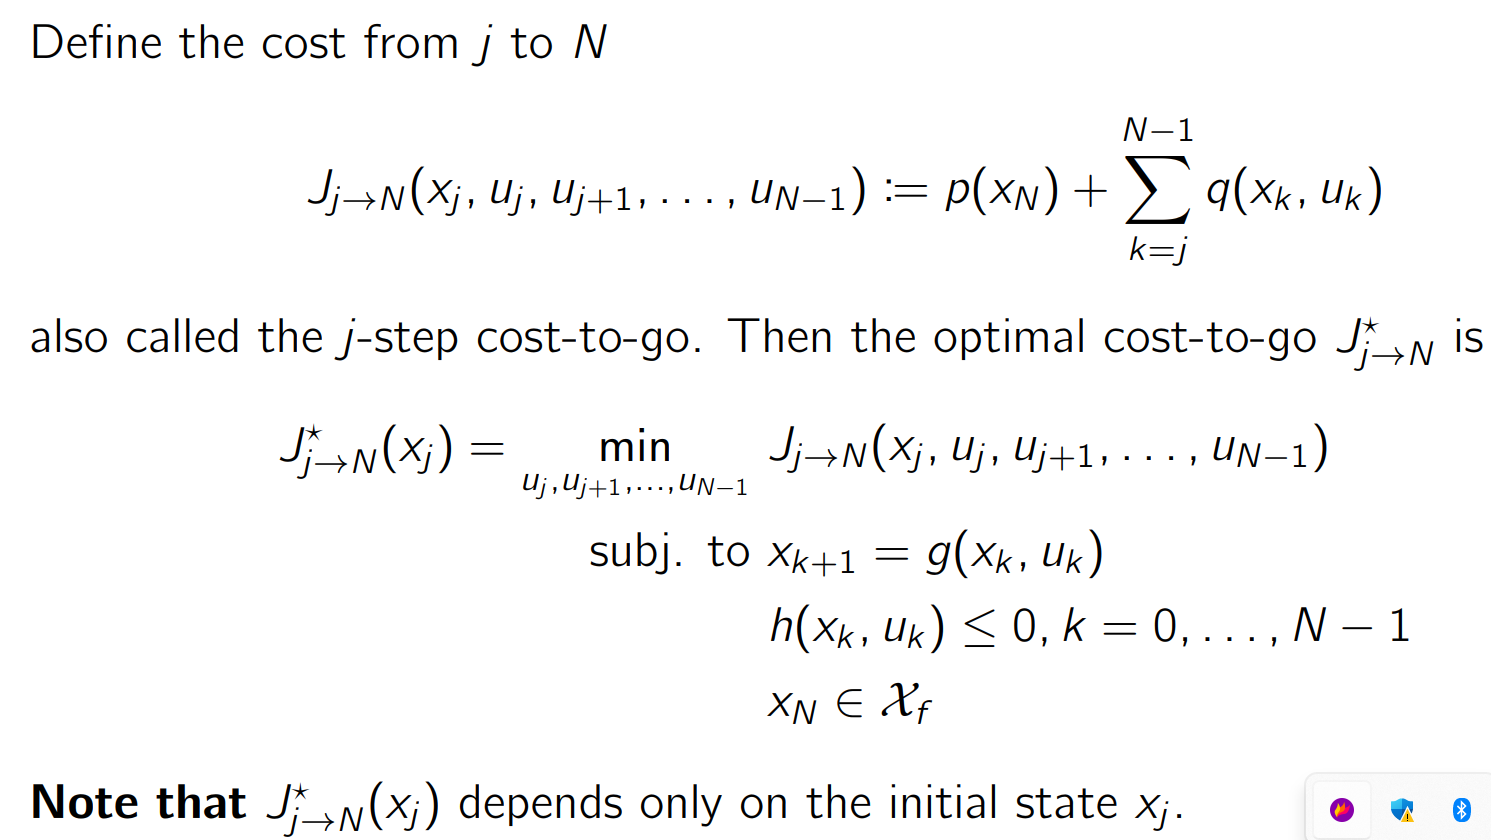 Define the cost from j to N
J_{j→N}(x_j, u_j, u_{j+1}, . . . , u_{N−1}) := p(x_N) + \sum_{k=j}^{N−1} q(x_k, u_k)
also called the j-step cost-to-go. Then the optimal cost-to-go J^⋆_{j→N} is
J^⋆_{j→N}(x_j) = min_{u_j,u_{j+1},...,u_{N−1}} J_{j→N}(x_j, u_j, u_{j+1}, . . . , u_{N−1})
subj. to x_{k+1} = g(x_k, u_k)
h(x_k, u_k) ≤ 0, k = 0, . . . , N − 1
x_N ∈ 𝒳_f
Note that J^⋆_{j→N}(x_j) depends only on the initial state x_j.